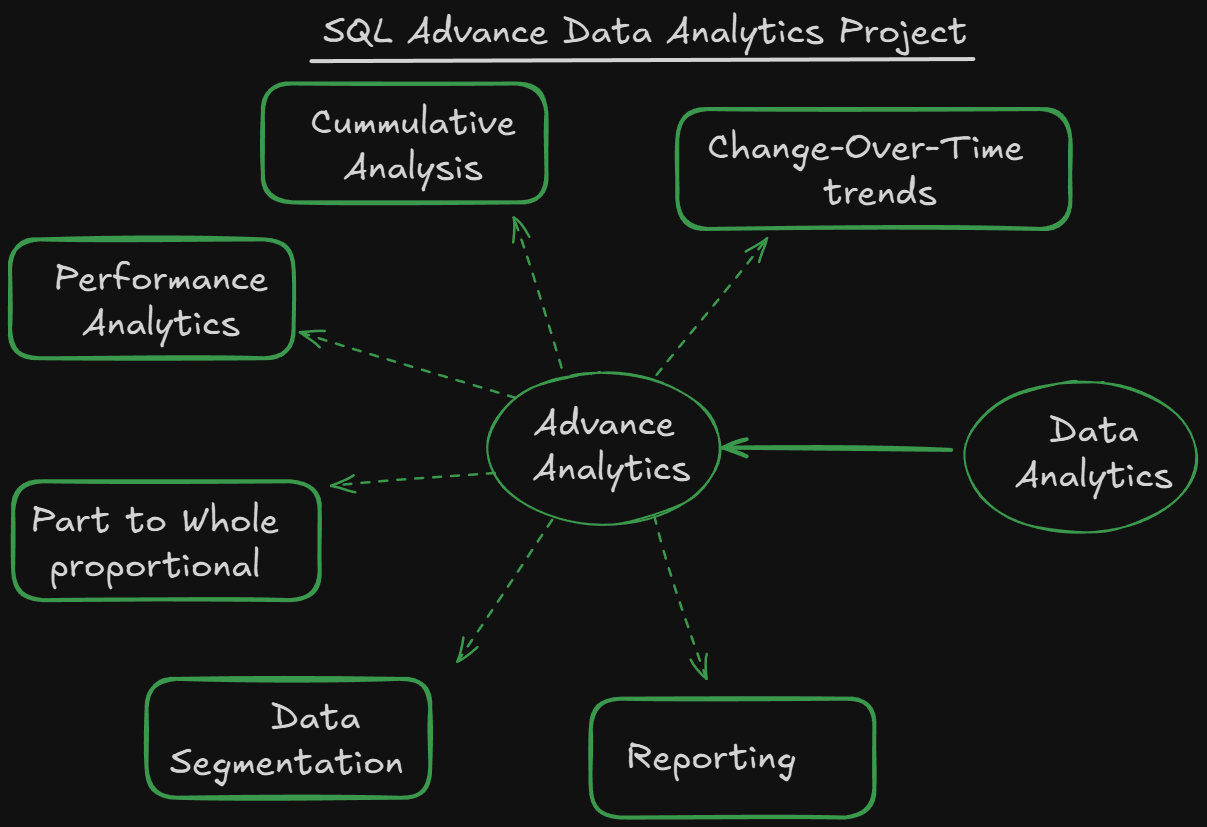 SQL Advance Data Analytics Project
Cummulative
Analysis
Change-Over-Time
trends
Performance
Analytics
Advance
Analytics
Data
Analytics
Part to Whole
proportional
Data
Segmentation
Reporting